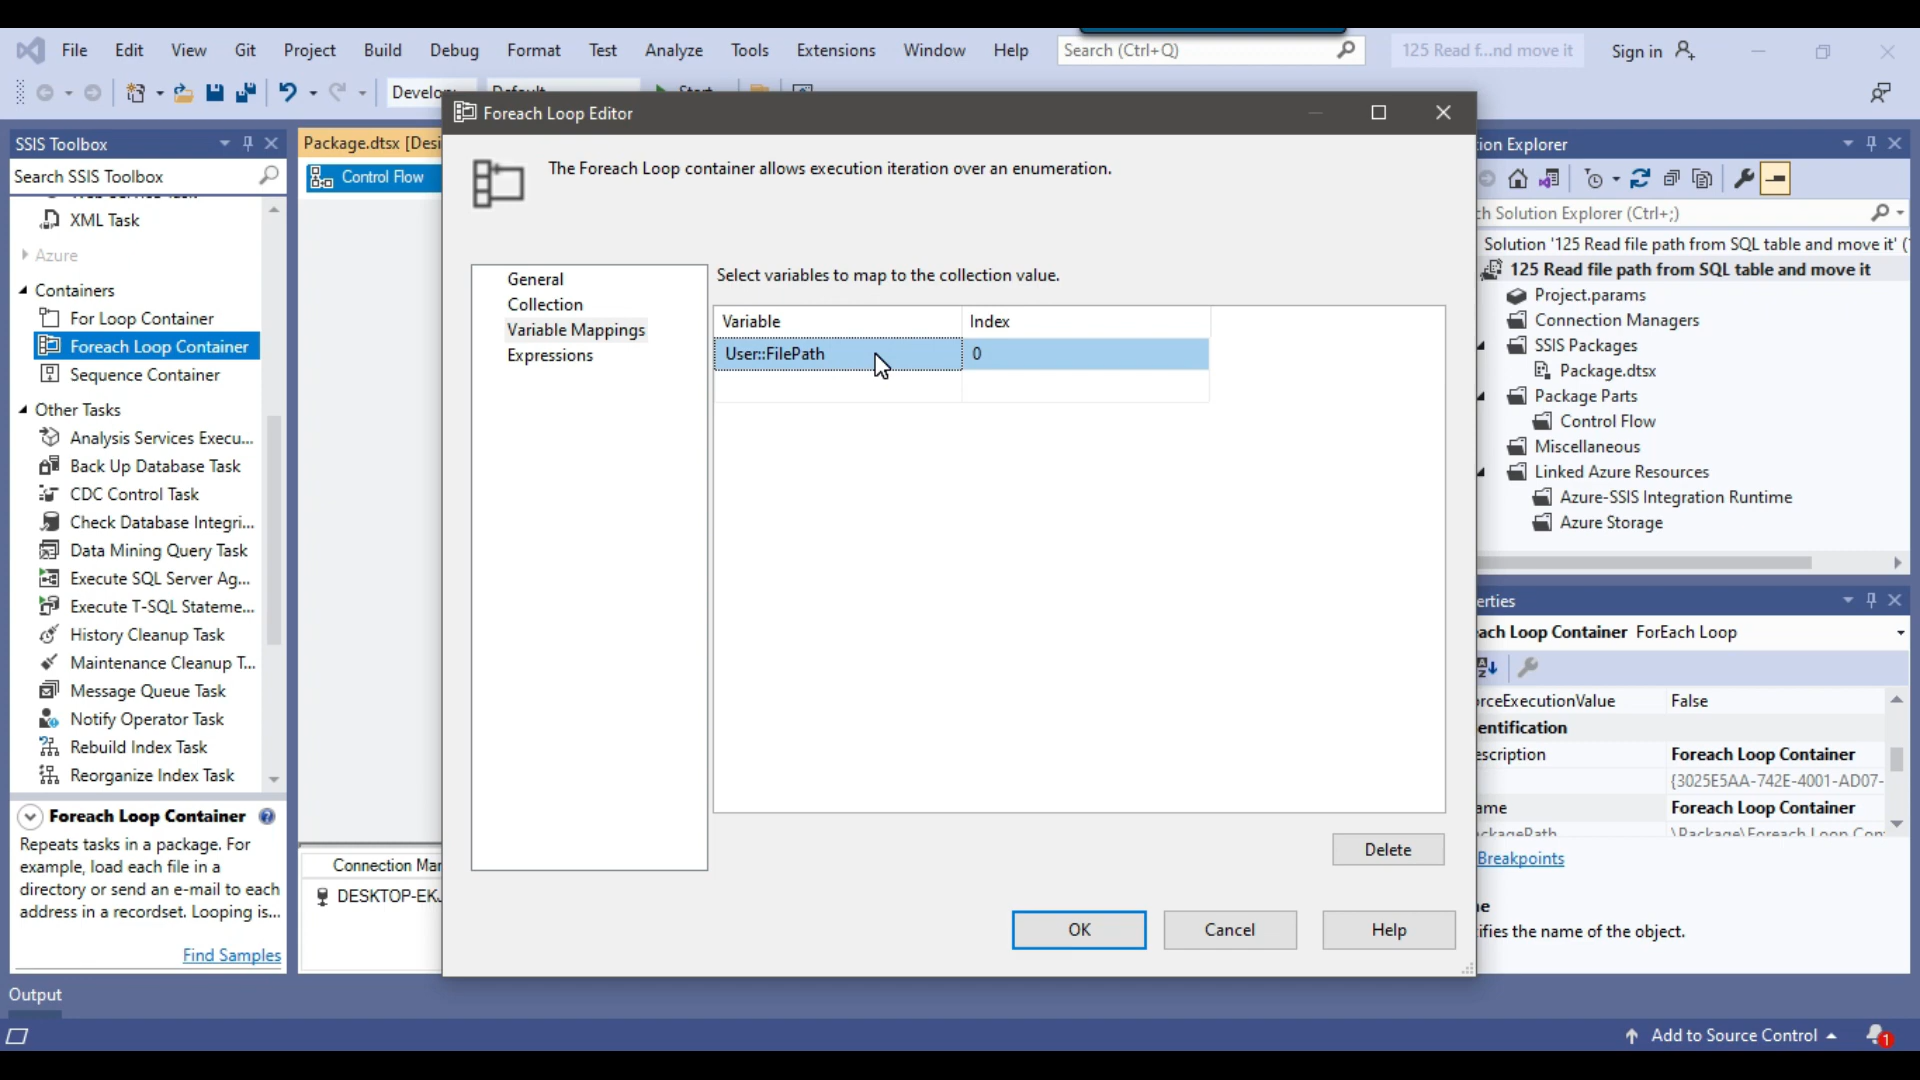 File Edit View Git Project Build Debug Format Test Analyze Tools Extensions Window Help Search (Ctrl+Q) 125 Read f...nd move it Sign in
Develop
Foreach Loop Editor
The Foreach Loop container allows execution iteration over an enumeration.
General
Collection
Variable Mappings
Expressions
Select variables to map to the collection value.
Variable Index
User::FilePath 0
Delete
OK Cancel Help
SSIS Toolbox
Search SSIS Toolbox
XML Task
Azure
Containers
For Loop Container
Foreach Loop Container
Sequence Container
Other Tasks
Analysis Services Execu...
Back Up Database Task
CDC Control Task
Check Database Integri...
Data Mining Query Task
Execute SQL Server Ag...
Execute T-SQL Stateme...
History Cleanup Task
Maintenance Cleanup T...
Message Queue Task
Notify Operator Task
Rebuild Index Task
Reorganize Index Task
Foreach Loop Container
Repeats tasks in a package. For
example, load each file in a
directory or send an e-mail to each
address in a recordset. Looping is...
Find Samples
Package.dtsx [Desi
Control Flow
Connection Mar
DESKTOP-EKJ
ion Explorer
ch Solution Explorer (Ctrl+;)
Solution '125 Read file path from SQL table and move it' (
125 Read file path from SQL table and move it
Project.params
Connection Managers
SSIS Packages
Package.dtsx
Package Parts
Control Flow
Miscellaneous
Linked Azure Resources
Azure-SSIS Integration Runtime
Azure Storage
erties
ach Loop Container ForEach Loop
rceExecutionValue False
entification
escription Foreach Loop Container
{3025E5AA-742E-4001-AD07-
ame Foreach Loop Container
Breakpoints
ne
ifies the name of the object.
Output
Add to Source Control 1